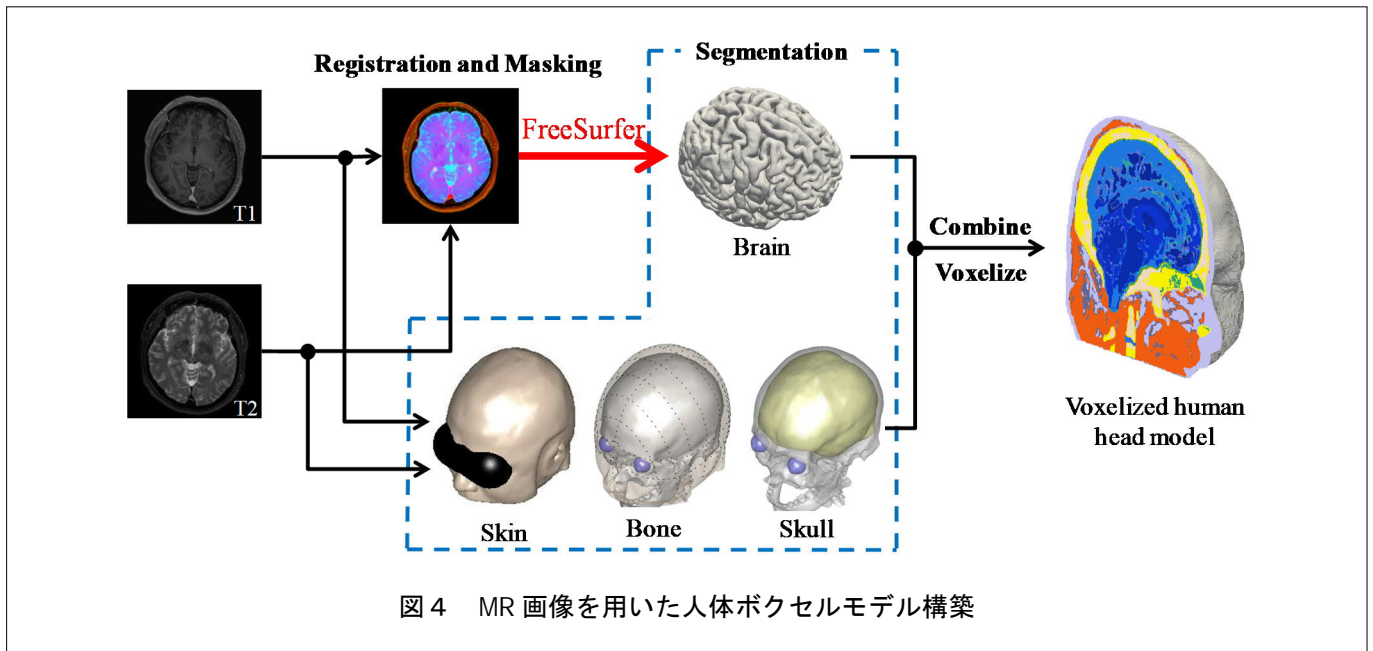 Registration and Masking
Segmentation
T1
FreeSurfer
Brain
Combine
Voxelize
T2
Skin
Bone
Skull
Voxelized human
head model
図4 MR 画像を用いた人体ボクセルモデル構築